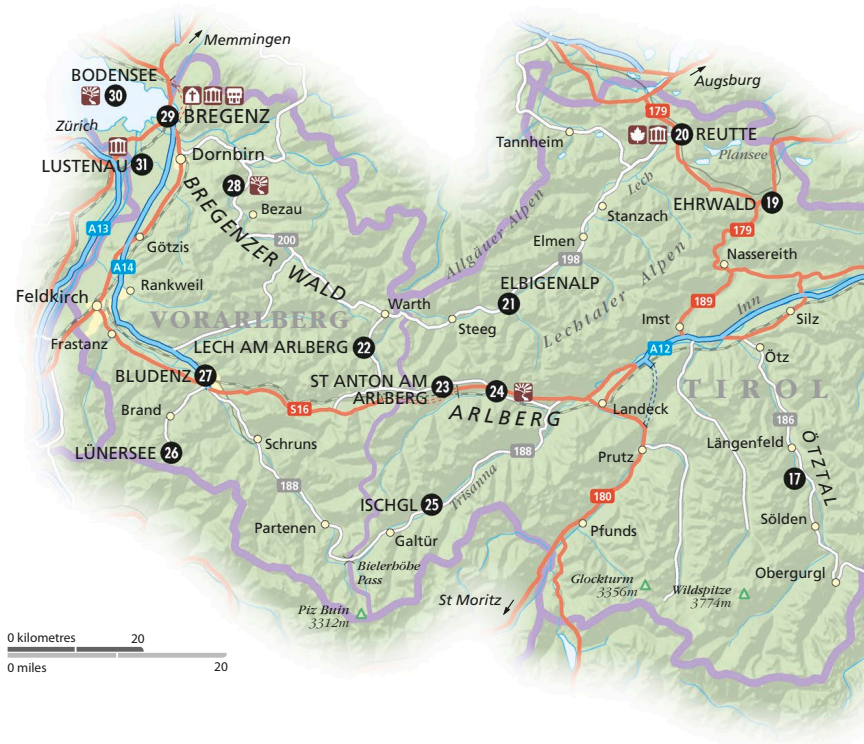 Memmingen
BODENSEE
30
Augsburg
179
Zürich
29 BREGENZ
Tannheim
20 REUTTE
Plansee
LUSTENAU 31
Dornbirn
28
Bezau
Lech
Stanzach
EHRWALD
19
BREGENZER WALD
A13
Götzis
200
Allgäuer Alpen
Elmen
198
179
Nassereith
A14
Rankweil
ELBIGENALP
21
Lechtaler Alpen
Feldkirch
VORARLBERG
Warth
Steeg
189
Inn
Imst
Silz
Frastanz
LECH AM ARLBERG
22
A12
Ötz
BLUDENZ 27
ST ANTON AM
ARLBERG
23
24
ARLBERG
TIROL
Brand
S16
Landeck
186
LÜNERSEE
26
Schruns
188
Prutz
Längenfeld
ÖTZTAL
17
188
ISCHGL 25
Trisanna
180
Partenen
Galtür
Pfunds
Sölden
Bielerhöhe
Pass
Obergurgl
Glockturm
3356m
Wildspitze
3774m
St Moritz
Piz Buin
3312m
0 kilometres 20
0 miles 20